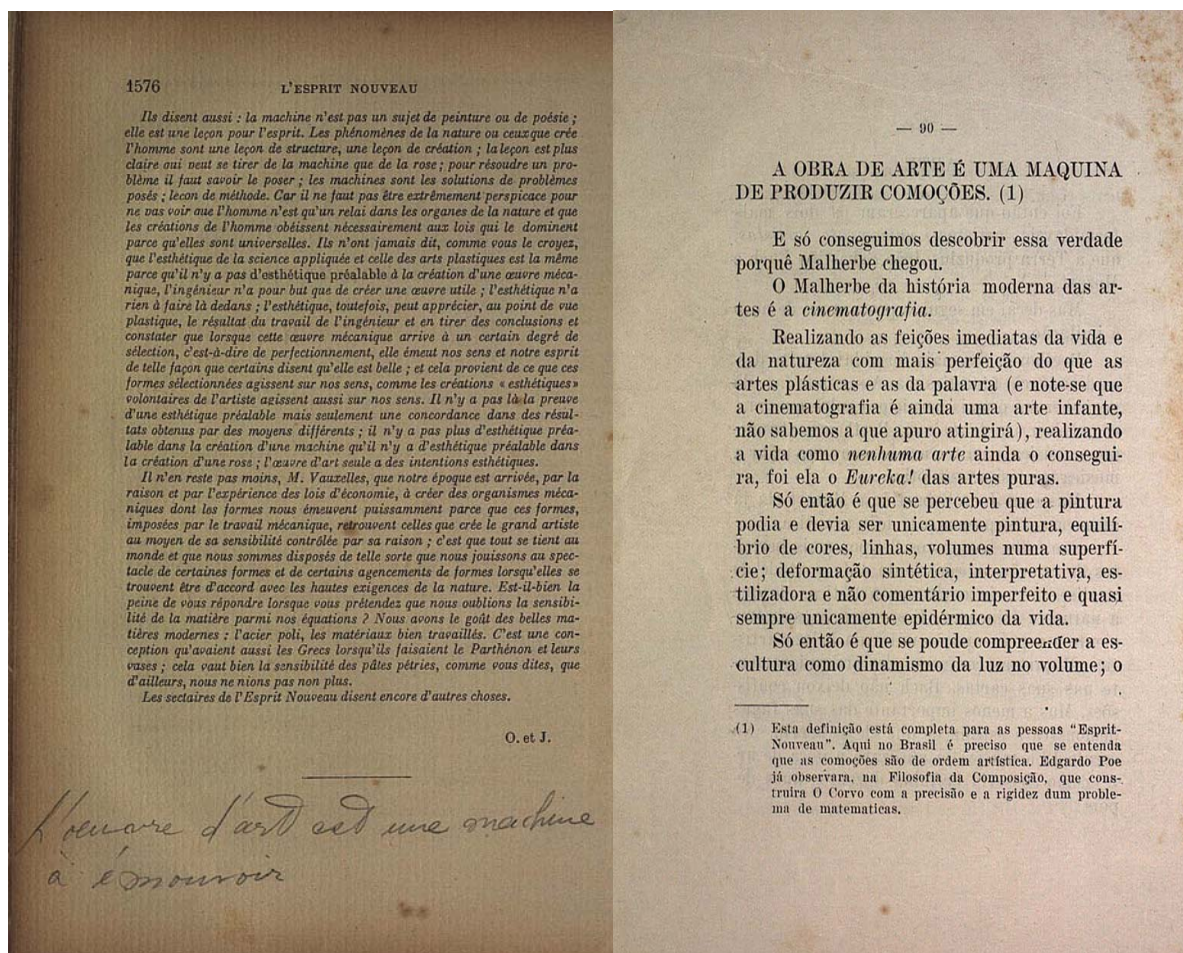 1576
L'ESPRIT NOUVEAU
Ils disent aussi : la machine n'est pas un sujet de peinture ou de poésie ;
elle est une leçon pour l'esprit. Les phénomènes de la nature ou ceux que crée
l'homme sont une leçon de structure, une leçon de création ; la leçon est plus
claire qui peut se tirer de la machine que de la rose ; pour résoudre un pro-
blème il faut savoir le poser ; les machines sont les solutions de problèmes
posés ; leçon de méthode. Car il ne faut pas être extrêmement perspicace pour
ne pas voir que l'homme n'est qu'un relai dans les organes de la nature et que
les créations de l'homme obéissent nécessairement aux lois qui le dominent
parce qu'elles sont universelles. Ils n'ont jamais dit, comme vous le croyez,
que l'esthétique de la science appliquée et celle des arts plastiques est la même
parce qu'il n'y a pas d'esthétique préalable à la création d'une œuvre méca-
nique, l'ingénieur n'a pour but que de créer une œuvre utile ; l'esthétique n'a
rien à faire là dedans ; l'esthétique, toutefois, peut apprécier, au point de vue
plastique, le résultat du travail de l'ingénieur et en tirer des conclusions et
constater que lorsque cette œuvre mécanique arrive à un certain degré de
sélection, c'est-à-dire de perfectionnement, elle émeut nos sens et notre esprit
de telle façon que certains disent qu'elle est belle ; et cela provient de ce que ces
formes sélectionnées agissent sur nos sens, comme les créations « esthétiques»
volontaires de l'artiste agissent aussi sur nos sens. Il n'y a pas là la preuve
d'une esthétique préalable mais seulement une concordance dans des résul-
tats obtenus par des moyens différents ; il n'y a pas plus d'esthétique préa-
lable dans la création d'une machine qu'il n'y a d'esthétique préalable dans
la création d'une rose ; l'œuvre d'art seule a des intentions esthétiques.
Il n'en reste pas moins, M. Vauxelles, que notre époque est arrivée, par la
raison et par l'expérience des lois d'économie, à créer des organismes méca-
niques dont les formes nous émeuvent puissamment parce que ces formes,
imposées par le travail mécanique, retrouvent celles que crée le grand artiste
au moyen de sa sensibilité contrôlée par sa raison ; c'est que tout se tient au
monde et que nous sommes disposés de telle sorte que nous jouissons au spec-
tacle de certaines formes et de certains agencements de formes lorsqu'elles se
trouvent être d'accord avec les hautes exigences de la nature. Est-il-bien la
peine de vous répondre lorsque vous prétendez que nous oublions la sensibi-
lité de la matière parmi nos équations ? Nous avons le goût des belles ma-
tières modernes : l'acier poli, les matériaux bien travaillés. C'est une con-
ception qu'avaient aussi les Grecs lorsqu'ils faisaient le Parthénon et leurs
vases ; cela vaut bien la sensibilité des pâtes pétries, comme vous dites, que
d'ailleurs, nous ne nions pas non plus.
Les sectaires de l'Esprit Nouveau disent encore d'autres choses.
O. et J.
L'oeuvre d'art est une machine
à émouvoir
— 90 —
A OBRA DE ARTE É UMA MAQUINA
DE PRODUZIR COMOÇÕES. (1)
E só conseguimos descobrir essa verdade
porquê Malherbe chegou.
O Malherbe da história moderna das ar-
tes é a cinematografia.
Realizando as feições imediatas da vida e
da natureza com mais perfeição do que as
artes plásticas e as da palavra (e note-se que
a cinematografia é ainda uma arte infante,
não sabemos a que apuro atingirá), realizando
a vida como nenhuma arte ainda o consegui-
ra, foi ela o Eureka! das artes puras.
Só então é que se percebeu que a pintura
podia e devia ser unicamente pintura, equilí-
brio de cores, linhas, volumes numa superfí-
cie; deformação sintética, interpretativa, es-
tilizadora e não comentário imperfeito e quasi
sempre unicamente epidérmico da vida.
Só então é que se poude compreender a es-
cultura como dinamismo da luz no volume; o
(1) Esta definição está completa para as pessoas "Esprit-
Nouveau". Aqui no Brasil é preciso que se entenda
que as comoções são de ordem artística. Edgardo Poe
já observara, na Filosofia da Composição, que cons-
truira O Corvo com a precisão e a rigidez dum proble-
ma de matematicas.